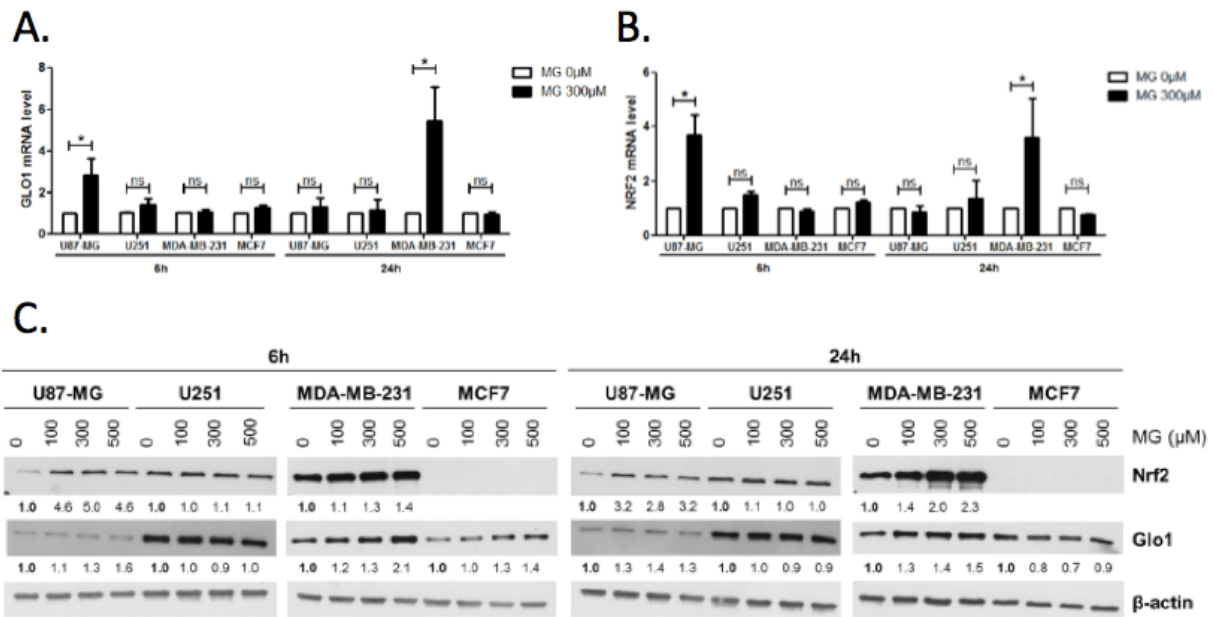 A.
B.
8
6
4
2
0
GLO1 mRNA level
*
ns
ns
ns
ns
ns
*
ns
MG 0µM
MG 300µM
U87-MG U251 MDA-MB-231 MCF7 U87-MG U251 MDA-MB-231 MCF7
6h 24h
6
4
2
0
NRF2 mRNA level
*
ns
ns
ns
ns
ns
*
ns
MG 0µM
MG 300µM
U87-MG U251 MDA-MB-231 MCF7 U87-MG U251 MDA-MB-231 MCF7
6h 24h
C.
6h 24h
U87-MG U251 MDA-MB-231 MCF7 U87-MG U251 MDA-MB-231 MCF7
0 100 300 500 0 100 300 500 0 100 300 500 0 100 300 500 0 100 300 500 0 100 300 500 0 100 300 500 0 100 300 500 MG (µM)
Nrf2
1.0 4.6 5.0 4.6 1.0 1.0 1.1 1.1 1.0 1.1 1.3 1.4 1.0 3.2 2.8 3.2 1.0 1.1 1.0 1.0 1.0 1.4 2.0 2.3
Glo1
1.0 1.1 1.3 1.6 1.0 1.0 0.9 1.0 1.0 1.2 1.3 2.1 1.0 1.0 1.3 1.4 1.0 1.3 1.4 1.3 1.0 1.0 0.9 0.9 1.0 1.3 1.4 1.5 1.0 0.8 0.7 0.9
β-actin